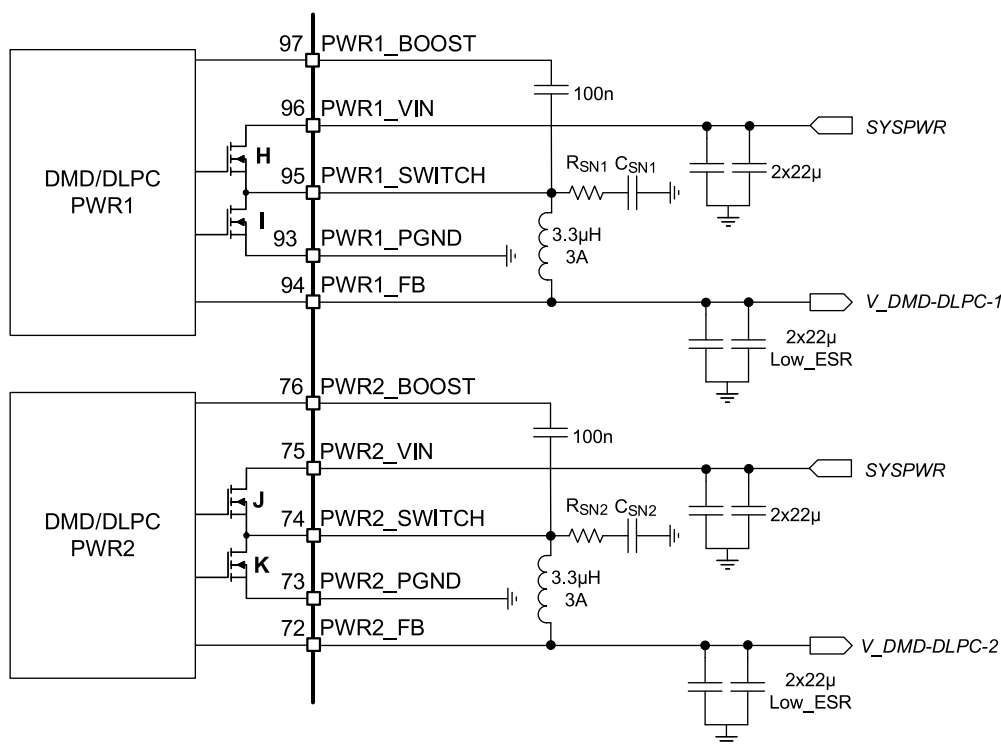 97 PWR1_BOOST
100n
96 PWR1_VIN
SYSPWR
H
2x22µ
DMD/DLPC
PWR1
95 PWR1_SWITCH
RSN1 CSN1
I
3.3µH
3A
93 PWR1_PGND
94 PWR1_FB
V_DMD-DLPC-1
2x22µ
Low_ESR
76 PWR2_BOOST
100n
75 PWR2_VIN
SYSPWR
J
2x22µ
DMD/DLPC
PWR2
74 PWR2_SWITCH
RSN2 CSN2
K
3.3µH
3A
73 PWR2_PGND
72 PWR2_FB
V_DMD-DLPC-2
2x22µ
Low_ESR